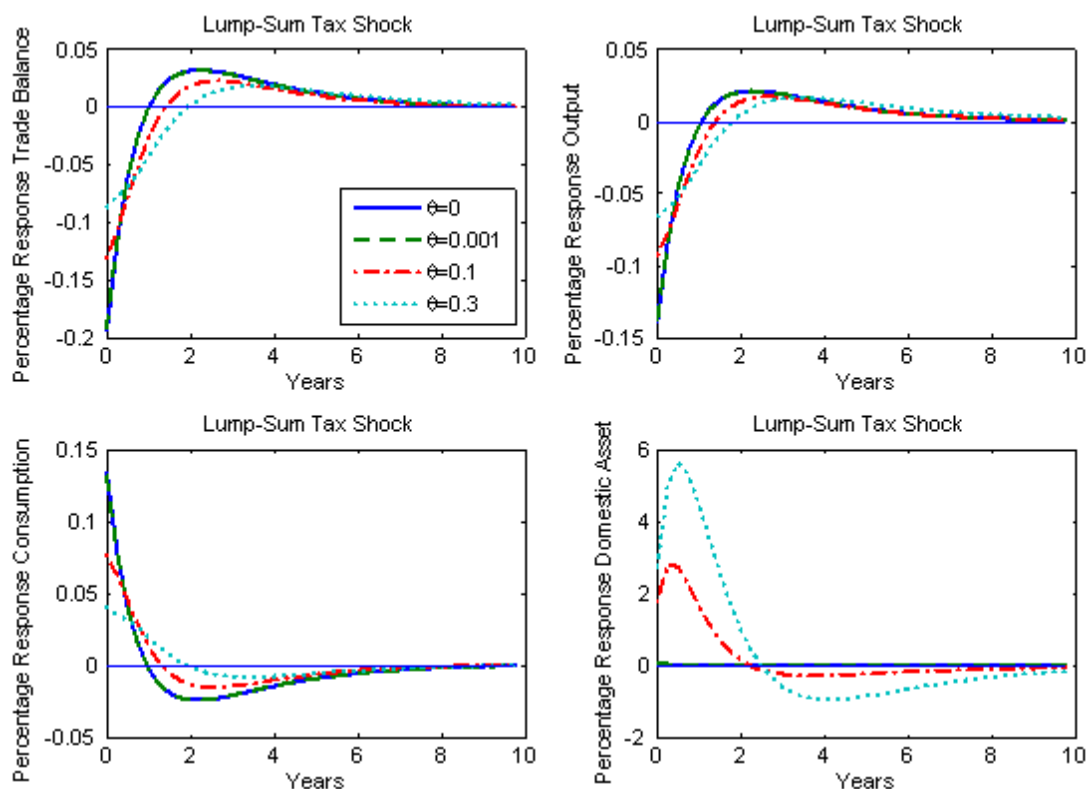 Lump-Sum Tax Shock
Percentage Response Trade Balance
0.05
0
-0.05
-0.1
-0.15
-0.2
0 2 4 6 8 10
Years
θ=0
θ=0.001
θ=0.1
θ=0.3
Lump-Sum Tax Shock
Percentage Response Output
0.05
0
-0.05
-0.1
-0.15
0 2 4 6 8 10
Years
Lump-Sum Tax Shock
Percentage Response Consumption
0.15
0.1
0.05
0
-0.05
0 2 4 6 8 10
Years
Lump-Sum Tax Shock
Percentage Response Domestic Asset
6
4
2
0
-2
0 2 4 6 8 10
Years